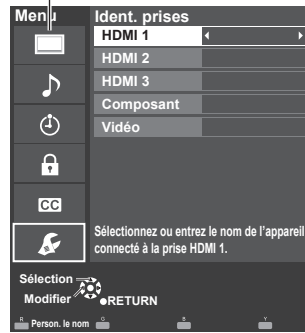 Menu
Ident. prises
HDMI 1
HDMI 2
HDMI 3
Composant
Vidéo
CC
Sélectionnez ou entrez le nom de l'appareil
connecté à la prise HDMI 1.
Sélection
Modifier
RETURN
R
Person. le nom
G
B
Y